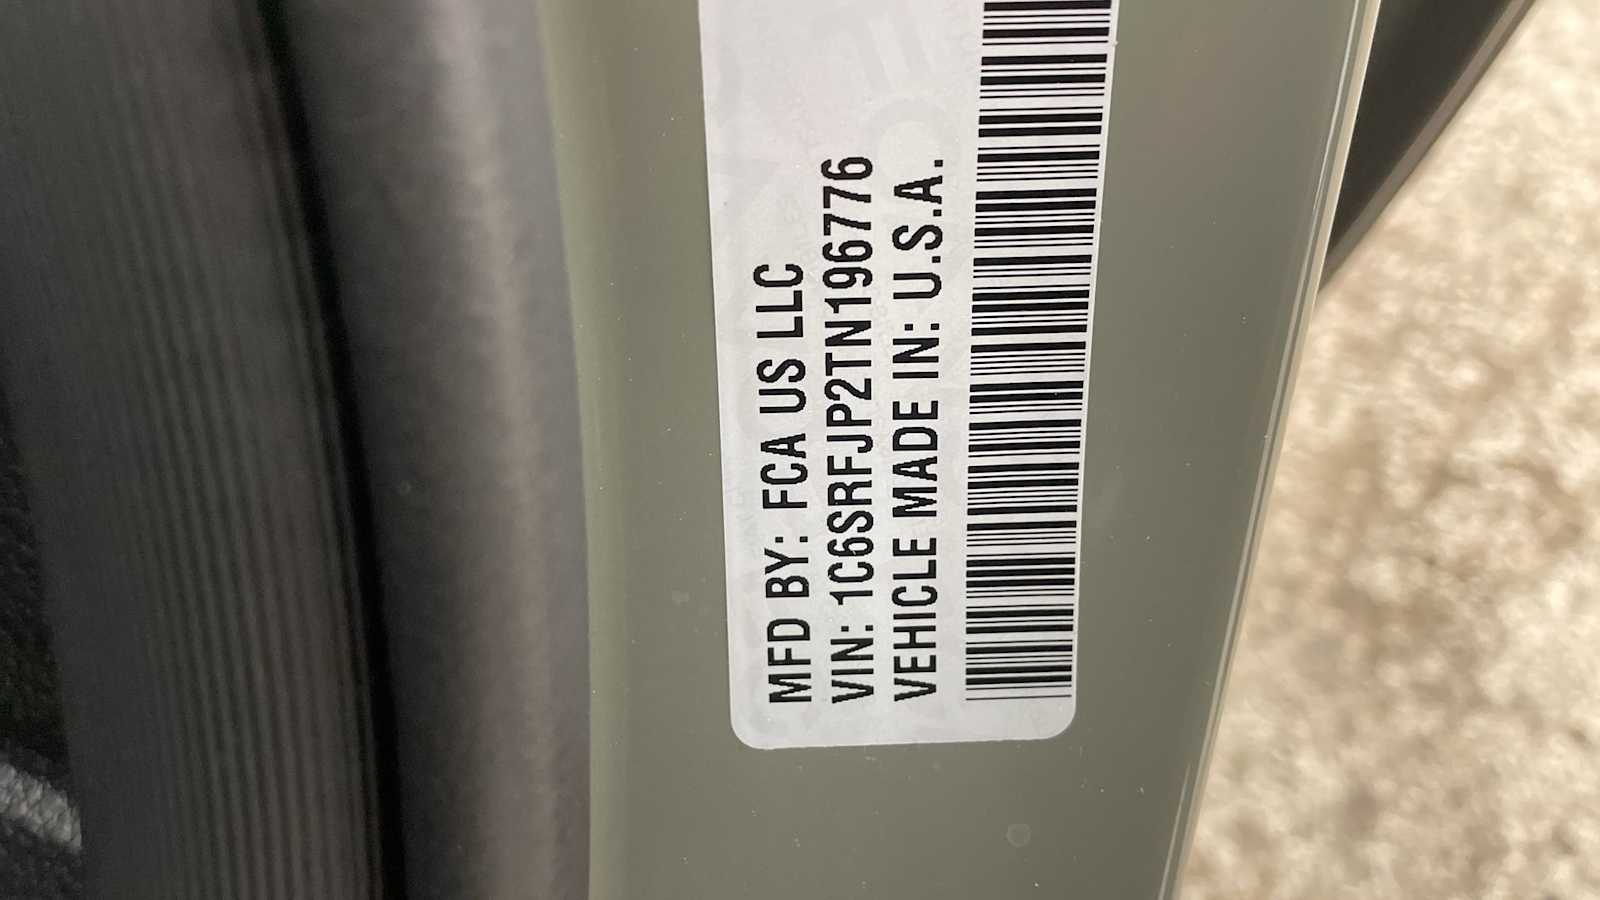 MFD BY: FCA US LLC
VIN: 1C6SRFJP2TN196776
VEHICLE MADE IN: U.S.A.